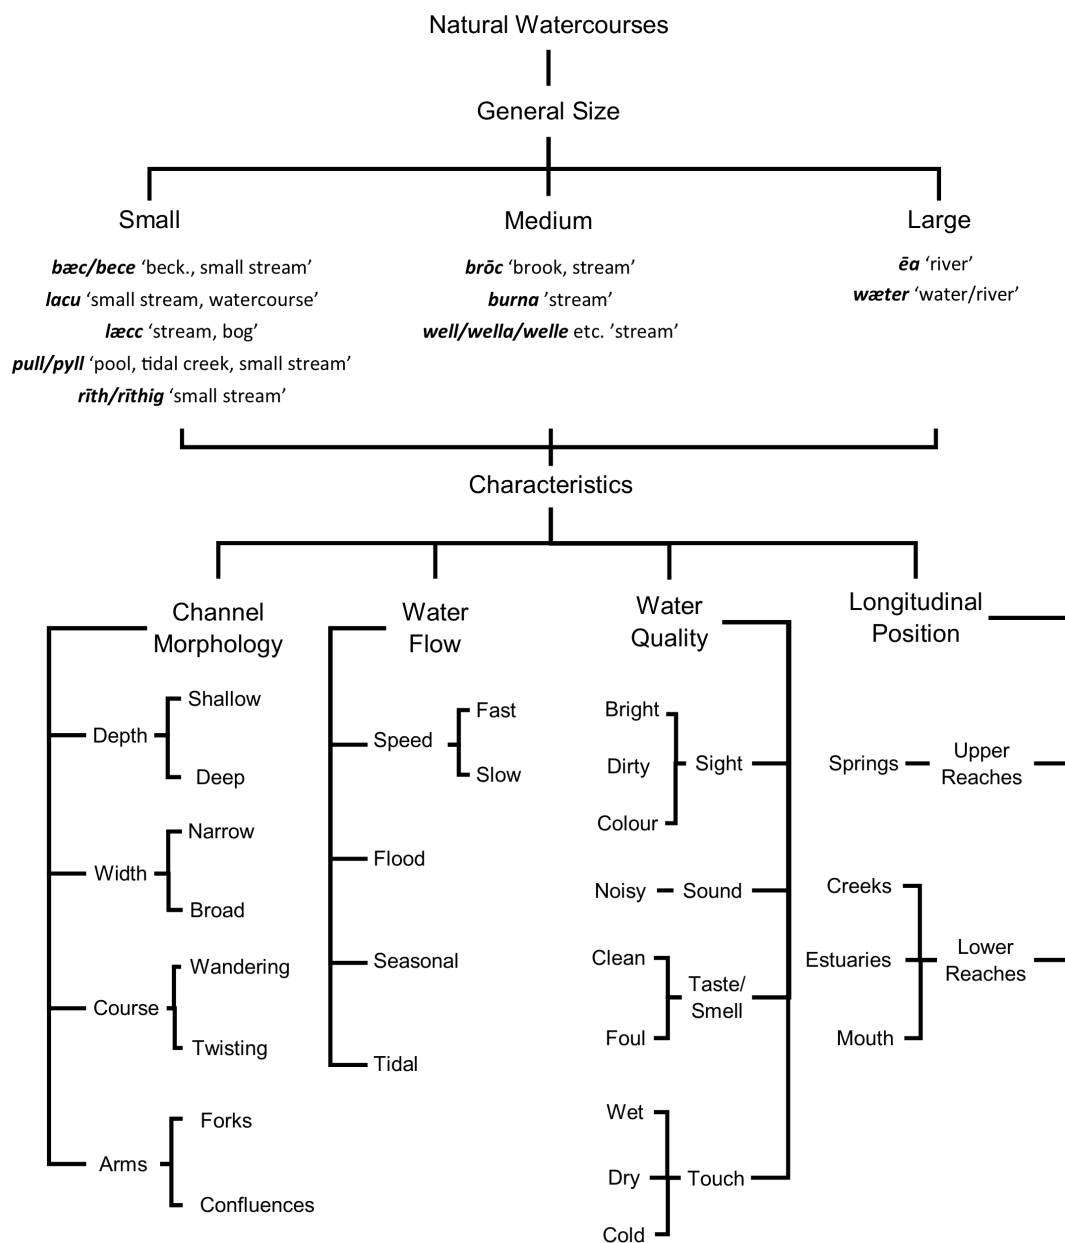 Natural Watercourses
General Size
Small
bæc/bece ‘beck., small stream’
lacu ‘small stream, watercourse’
læcc ‘stream, bog’
pull/pyll ‘pool, tidal creek, small stream’
rīth/rīthig ‘small stream’
Medium
brōc ‘brook, stream’
burna ’stream’
well/wella/welle etc. ’stream’
Large
ēa ‘river’
wæter ‘water/river’
Characteristics
Channel
Morphology
Depth
Shallow
Deep
Width
Narrow
Broad
Course
Wandering
Twisting
Arms
Forks
Confluences
Water
Flow
Speed
Fast
Slow
Flood
Seasonal
Tidal
Water
Quality
Bright
Dirty
Colour
Sight
Noisy
Sound
Clean
Foul
Taste/
Smell
Wet
Dry
Cold
Touch
Longitudinal
Position
Springs
Upper
Reaches
Creeks
Estuaries
Mouth
Lower
Reaches